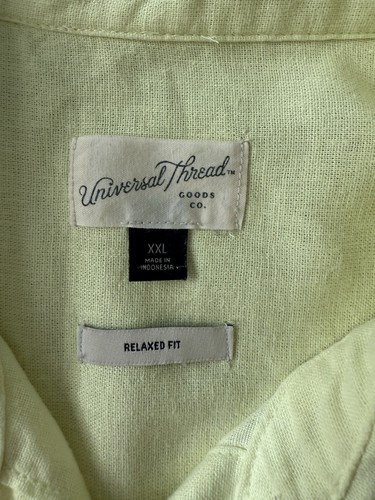 Universal Thread™
GOODS
CO.
XXL
MADE IN
INDONESIA
RELAXED FIT